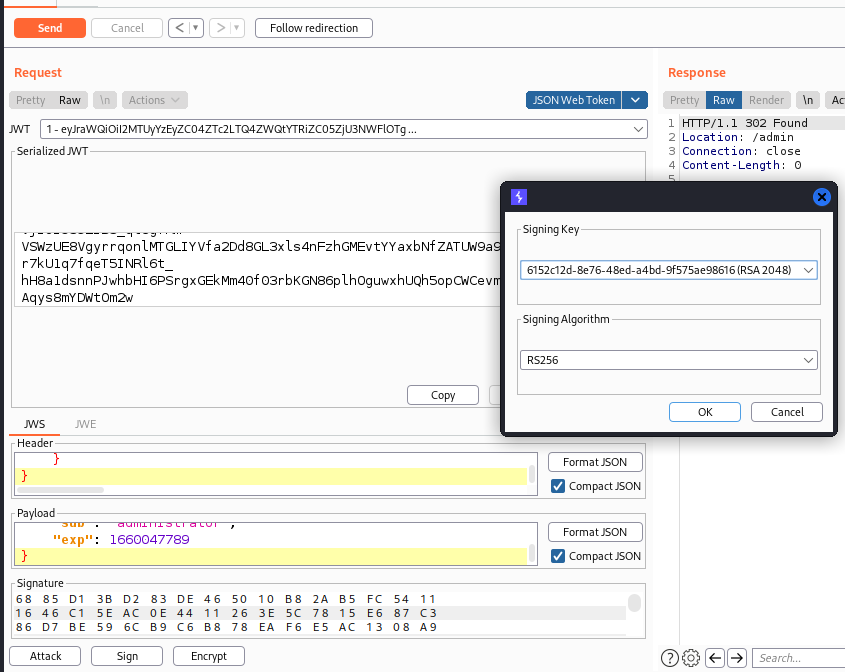 Send
Cancel
<
>
Follow redirection
Request
Pretty
Raw
\n
Actions
JSON Web Token
JWT
1 - eyJraWQiOiI2MTUyYzEyZC04ZTc2LTQ4ZWQtYTRiZC05ZjU3NWFlOTg ...
Serialized JWT
VSWzUE8VgyrrqonlMTGLIYVfa2Dd8GL3xls4nFzhGMEvtYYaxbNfZATUW9a9
r7kU1q7fqeT5INRl6t_
hH8a1dsnnPJwhbHI6PSrgxGEkMm40f03rbKGN86plhOguwxhUQh5opCWCevm
Aqys8mYDWtOm2w
Copy
JWS
JWE
Header
}
}
Format JSON
Compact JSON
Payload
"sub": "administrator",
"exp": 1660047789
}
Format JSON
Compact JSON
Signature
68 85 D1 3B D2 83 DE 46 50 10 B8 2A B5 FC 54 11
16 46 C1 5E AC 0E 44 11 26 3E 5C 78 15 E6 87 C3
86 D7 BE 59 6C B9 C6 B8 78 EA F6 E5 AC 13 08 A9
Attack
Sign
Encrypt
Response
Pretty
Raw
Render
\n
1 HTTP/1.1 302 Found
2 Location: /admin
3 Connection: close
4 Content-Length: 0
5
Signing Key
6152c12d-8e76-48ed-a4bd-9f575ae98616 (RSA 2048)
Signing Algorithm
RS256
OK
Cancel
?
Search...